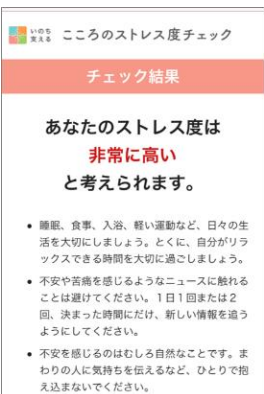 いのち
支える
こころのストレス度チェック
チェック結果
あなたのストレス度は
非常に高い
と考えられます。
• 睡眠、食事、入浴、軽い運動など、日々の生
活を大切にしましょう。とくに、自分がリラ
ックスできる時間を大切に過ごしましょう。
• 不安や苦痛を感じるようなニュースに触れる
ことは避けてください。1日1回または2
回、決まった時間にだけ、新しい情報を追う
ようにしてください。
• 不安を感じるのはむしろ自然なことです。ま
わりの人に気持ちを伝えるなど、ひとりで抱
え込まないでください。